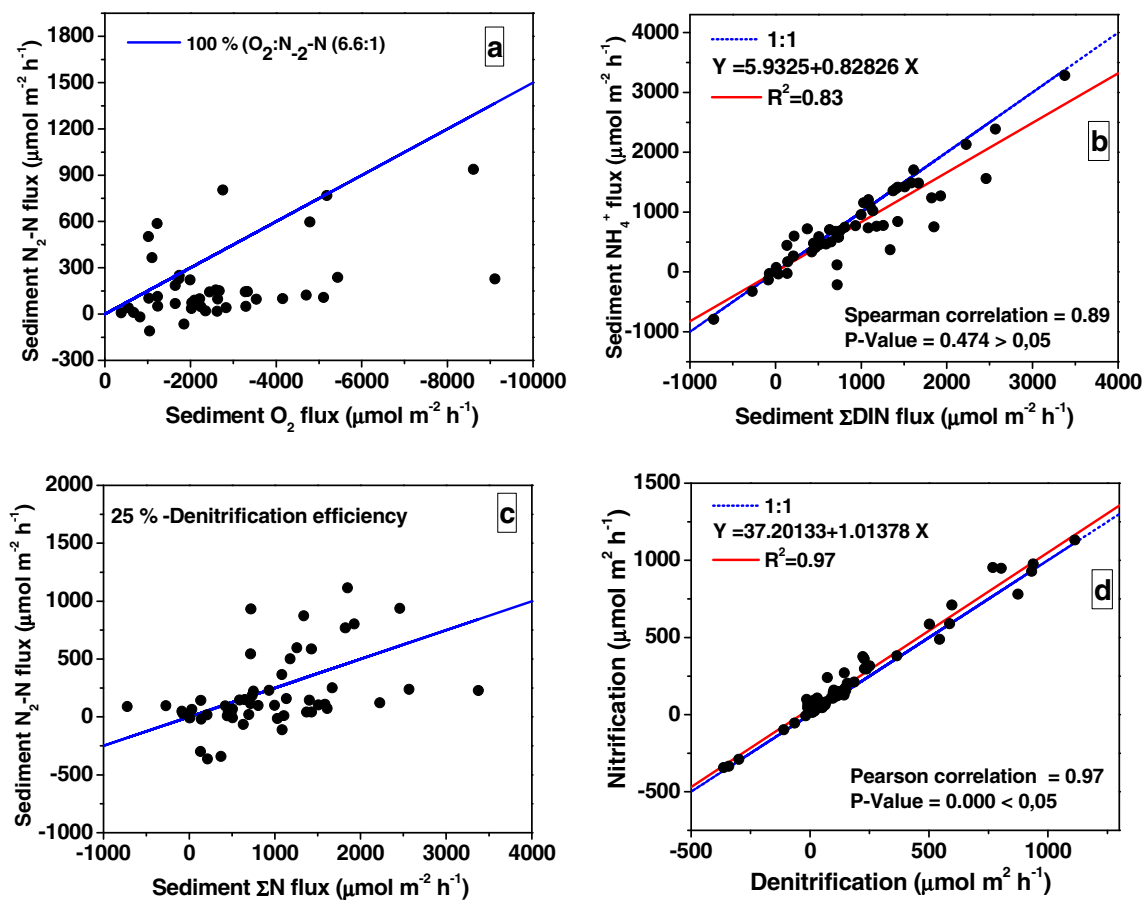 1800
1500
1200
900
600
300
0
-300
Sediment N₂-N flux (μmol m⁻² h⁻¹)
100 % (O₂:N₋₂-N (6.6:1)
a
0 -2000 -4000 -6000 -8000 -10000
Sediment O₂ flux (μmol m⁻² h⁻¹)
4000
3000
2000
1000
0
-1000
Sediment NH₄⁺ flux (μmol m⁻² h⁻¹)
1:1
Y =5.9325+0.82826 X
R²=0.83
b
Spearman correlation = 0.89
P-Value = 0.474 > 0,05
-1000 0 1000 2000 3000 4000
Sediment ΣDIN flux (μmol m⁻² h⁻¹)
2000
1500
1000
500
0
-500
-1000
Sediment N₂-N flux (μmol m⁻² h⁻¹)
25 % -Denitrification efficiency
c
-1000 0 1000 2000 3000 4000
Sediment ΣN flux (μmol m⁻² h⁻¹)
1500
1000
500
0
-500
Nitrification (μmol m² h⁻¹)
1:1
Y =37.20133+1.01378 X
R²=0.97
d
Pearson correlation = 0.97
P-Value = 0.000 < 0,05
-500 0 500 1000
Denitrification (μmol m² h⁻¹)